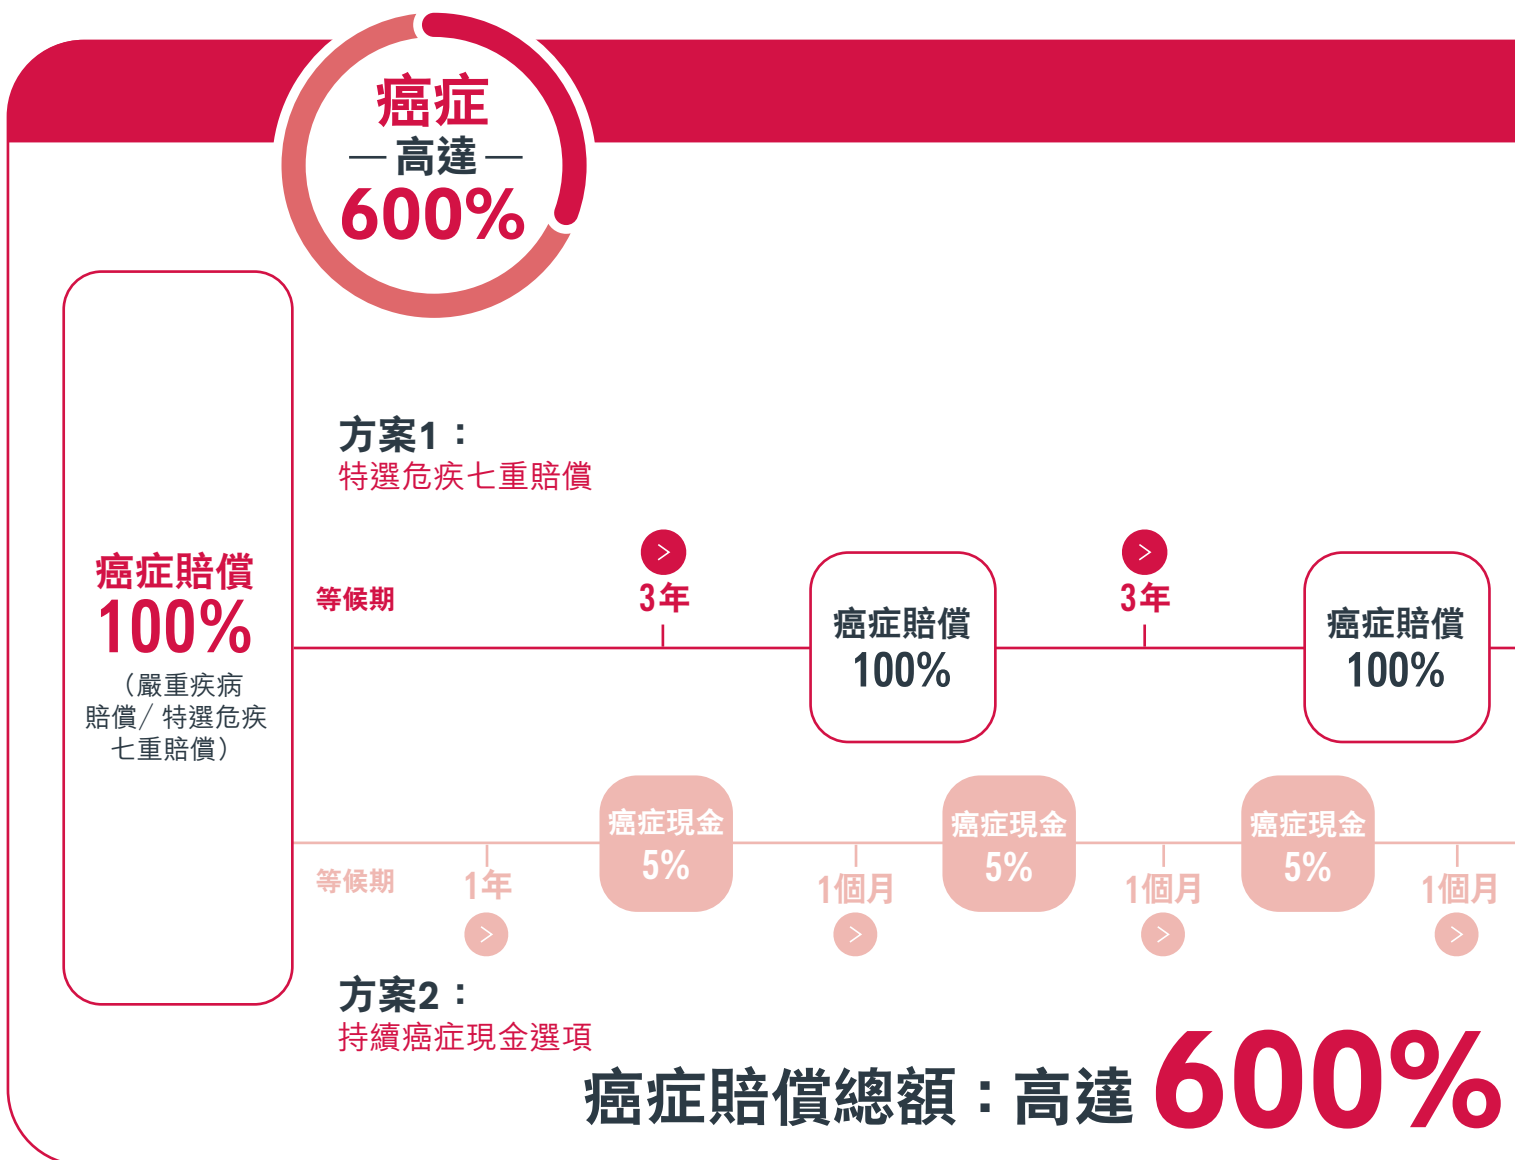 癌症
高達
600%
方案1：
特選危疾七重賠償
癌症賠償
100%
（嚴重疾病
賠償/特選危疾
七重賠償）
等候期
3年
癌症賠償
100%
3年
癌症賠償
100%
等候期
1年
癌症現金
5%
1個月
癌症現金
5%
1個月
癌症現金
5%
1個月
方案2：
持續癌症現金選項
癌症賠償總額：高達600%